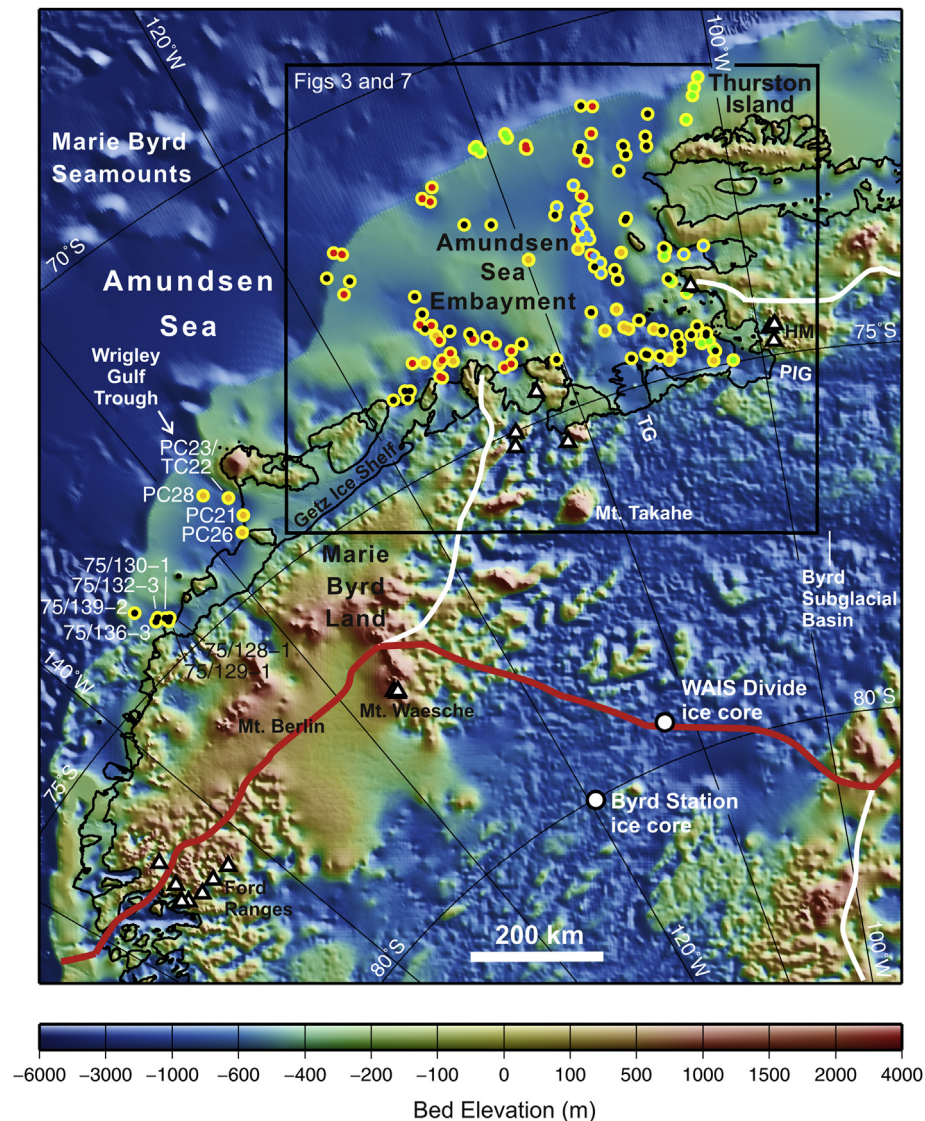 120°W
100°W
Figs 3 and 7
Thurston
Island
Marie Byrd
Seamounts
70°S
Amundsen
Sea
Embayment
Amundsen
Sea
HM
75°S
PIG
Wrigley
Gulf
Trough
TG
PC23/
TC22
Getz Ice Shelf
PC28
PC21
PC26
Mt. Takahe
Marie
Byrd
Land
75/130–1
75/132–3
75/139–2
75/136–3
Byrd
Subglacial
Basin
75/128–1
75/129–1
140°W
WAIS Divide
ice core
80°S
Mt. Waesche
Mt. Berlin
75°S
Byrd Station
ice core
Ford
Ranges
200 km
80°S
120°W
100°W
−6000 −3000 −1000 −600 −400 −200 −100 0 100 500 1000 1500 2000 4000
Bed Elevation (m)